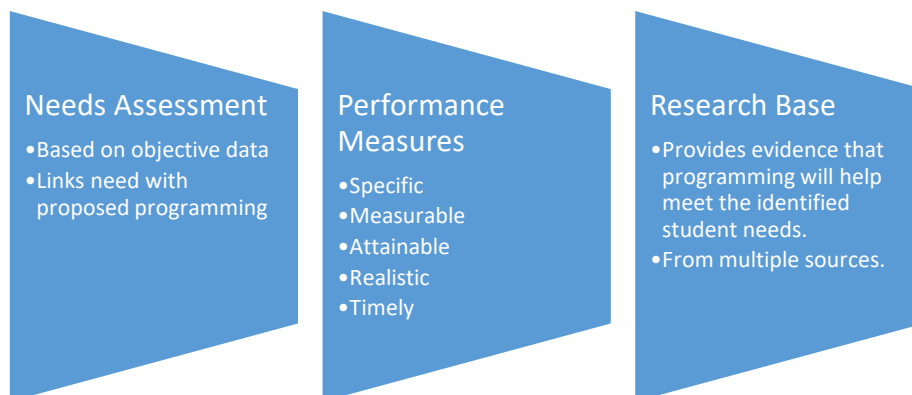 Needs Assessment
•Based on objective data
•Links need with
proposed programming
Performance
Measures
•Specific
•Measurable
•Attainable
•Realistic
•Timely
Research Base
•Provides evidence that
programming will help
meet the identified
student needs.
•From multiple sources.